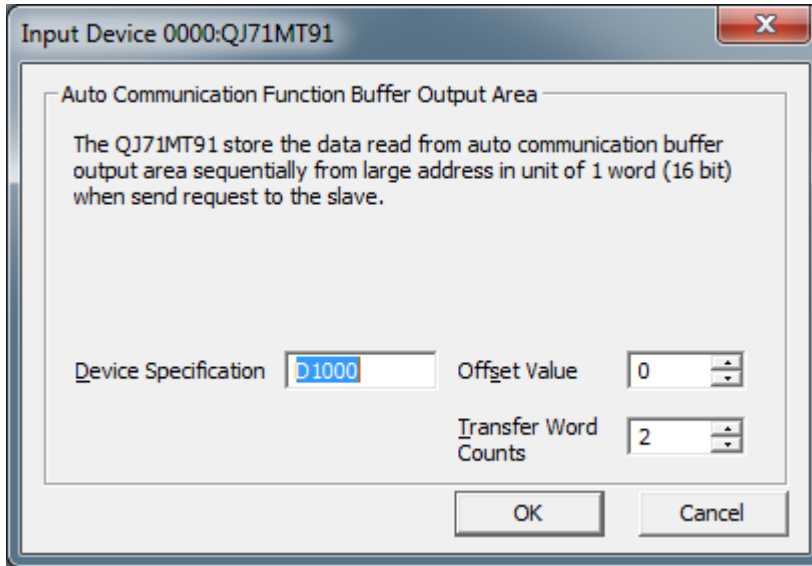 Input Device 0000:QJ71MT91
Auto Communication Function Buffer Output Area
The QJ71MT91 store the data read from auto communication buffer
output area sequentially from large address in unit of 1 word (16 bit)
when send request to the slave.
Device Specification D1000 Offset Value 0
Transfer Word
Counts 2
OK Cancel